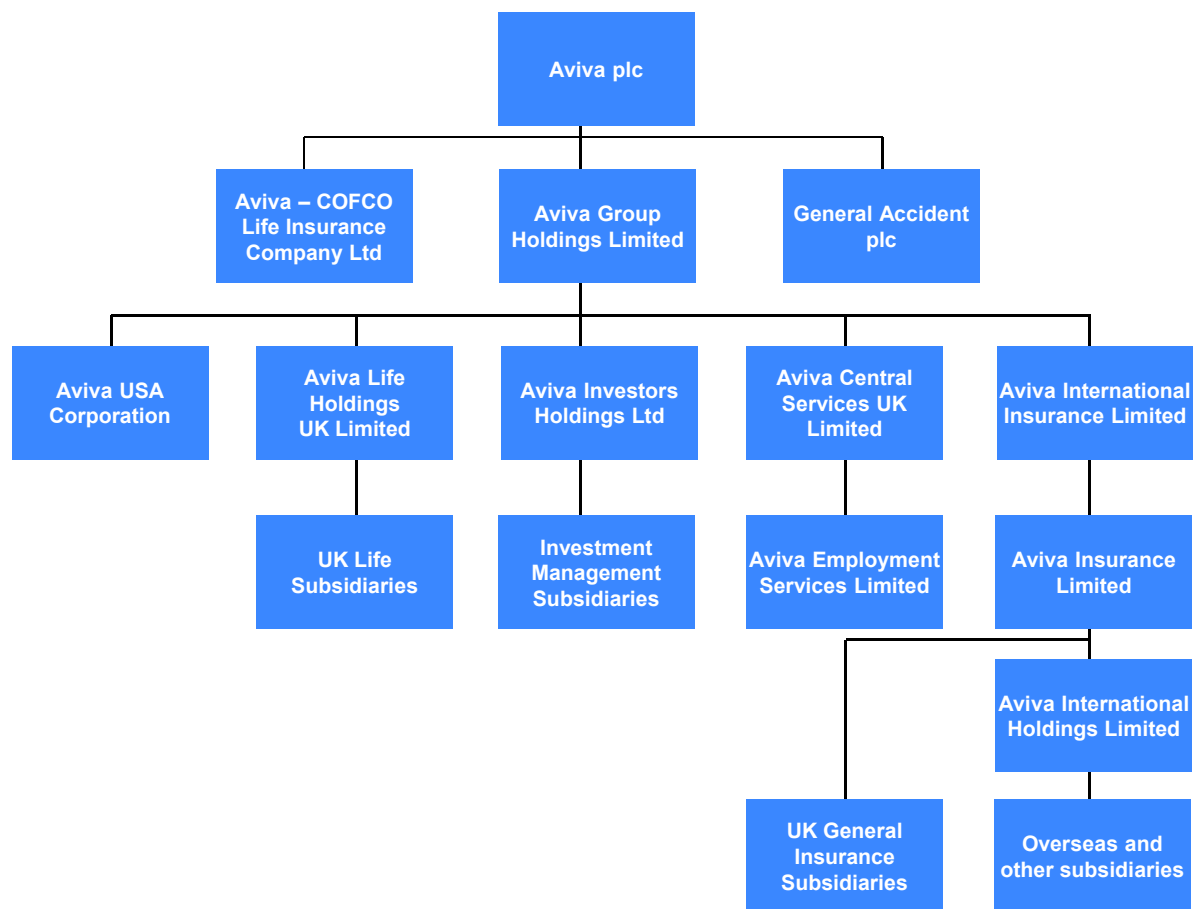 Aviva plc
Aviva – COFCO
Life Insurance
Company Ltd
Aviva Group
Holdings Limited
General Accident
plc
Aviva USA
Corporation
Aviva Life
Holdings
UK Limited
Aviva Investors
Holdings Ltd
Aviva Central
Services UK
Limited
Aviva International
Insurance Limited
UK Life
Subsidiaries
Investment
Management
Subsidiaries
Aviva Employment
Services Limited
Aviva Insurance
Limited
Aviva International
Holdings Limited
UK General
Insurance
Subsidiaries
Overseas and
other subsidiaries